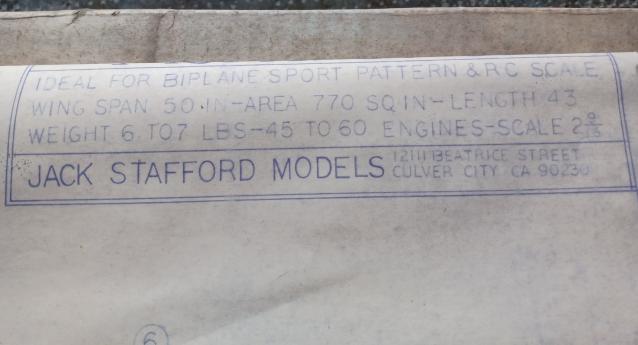 IDEAL FOR BIPLANE SPORT PATTERN & RC SCALE
WING SPAN 50 IN-AREA 770 SQ IN-LENGTH 43
WEIGHT 6 TO 7 LBS-45 TO 60 ENGINES-SCALE 2
JACK STAFFORD MODELS
12111 BEATRICE STREET
CULVER CITY CA 90230
6